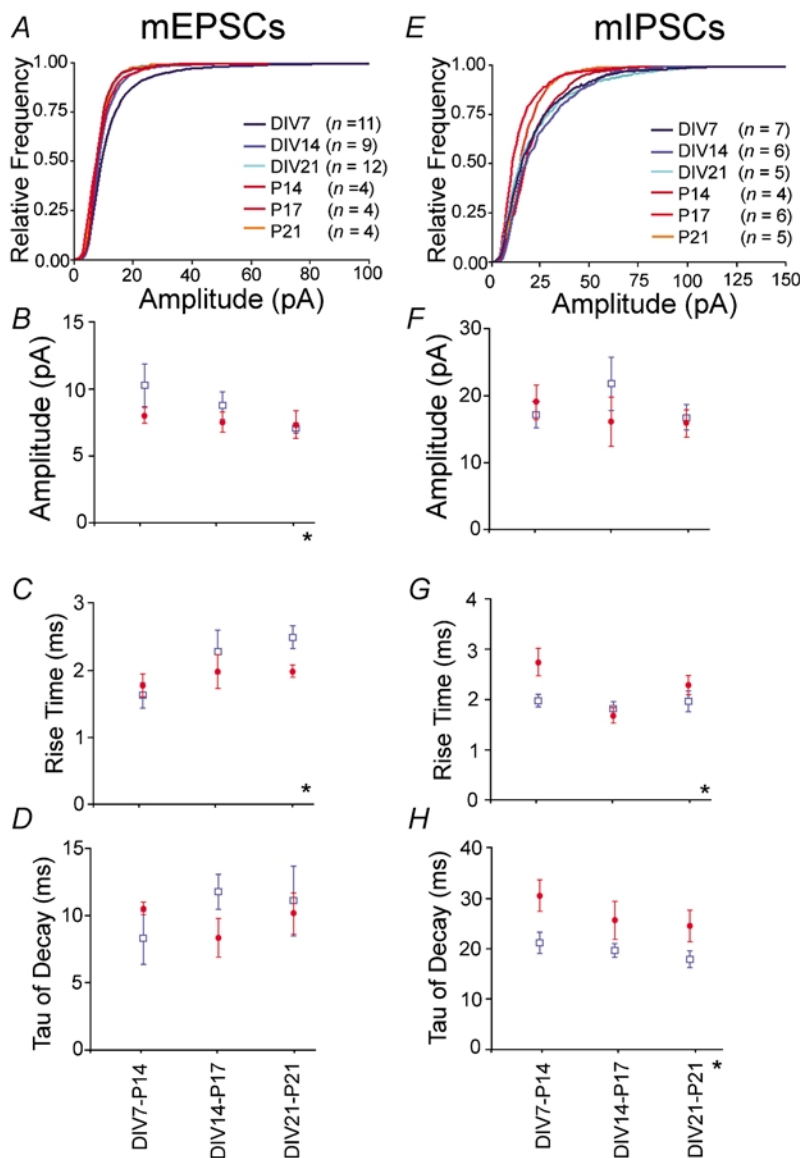 A mEPSCs
Relative Frequency
1.00
0.75
0.50
0.25
0.00
DIV7 (n =11)
DIV14 (n = 9)
DIV21 (n = 12)
P14 (n =4)
P17 (n = 4)
P21 (n = 4)
0 20 40 60 80 100
Amplitude (pA)
B
Amplitude (pA)
15
10
5
0
*
C
Rise Time (ms)
3
2
1
0
*
D
Tau of Decay (ms)
15
10
5
0
DIV7-P14
DIV14-P17
DIV21-P21
E mIPSCs
Relative Frequency
1.00
0.75
0.50
0.25
0.00
DIV7 (n = 7)
DIV14 (n = 6)
DIV21 (n = 5)
P14 (n = 4)
P17 (n = 6)
P21 (n = 5)
0 25 50 75 100 125 150
Amplitude (pA)
F
Amplitude (pA)
30
20
10
0
G
Rise Time (ms)
4
3
2
1
0
*
H
Tau of Decay (ms)
40
30
20
10
0
DIV7-P14
DIV14-P17
DIV21-P21
*